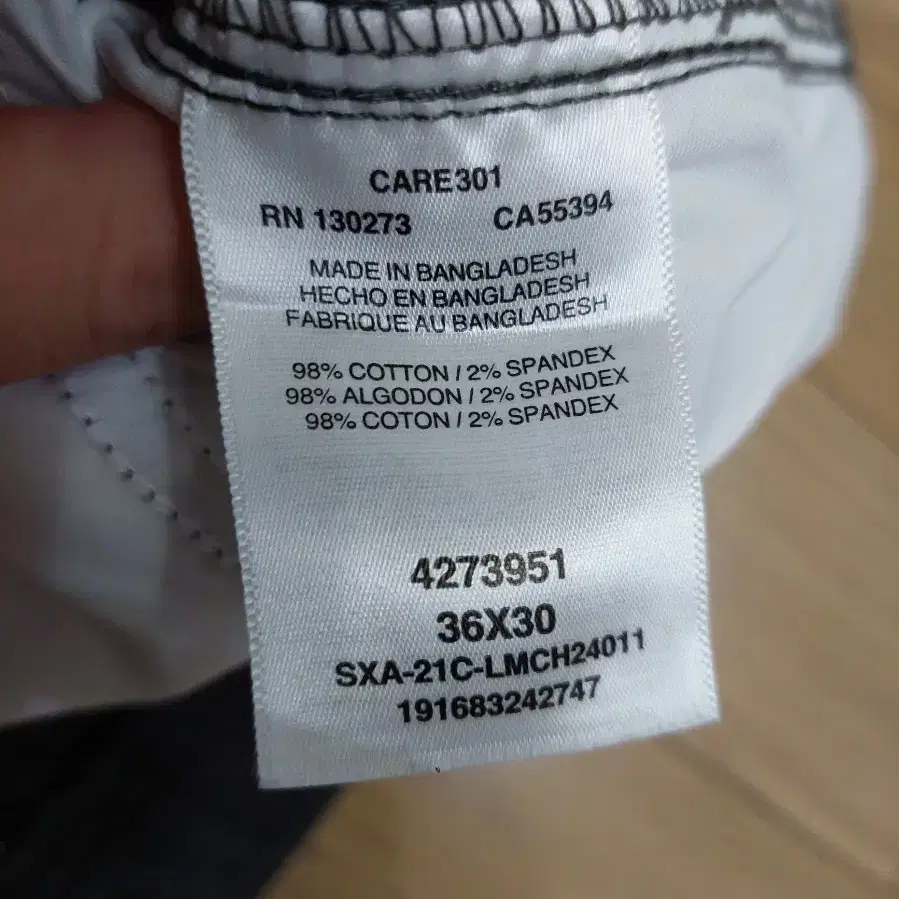 CARE301
RN 130273 CA55394
MADE IN BANGLADESH
HECHO EN BANGLADESH
FABRIQUE AU BANGLADESH
98% COTTON / 2% SPANDEX
98% ALGODON / 2% SPANDEX
98% COTON / 2% SPANDEX
4273951
36X30
SXA-21C-LMCH24011
191683242747